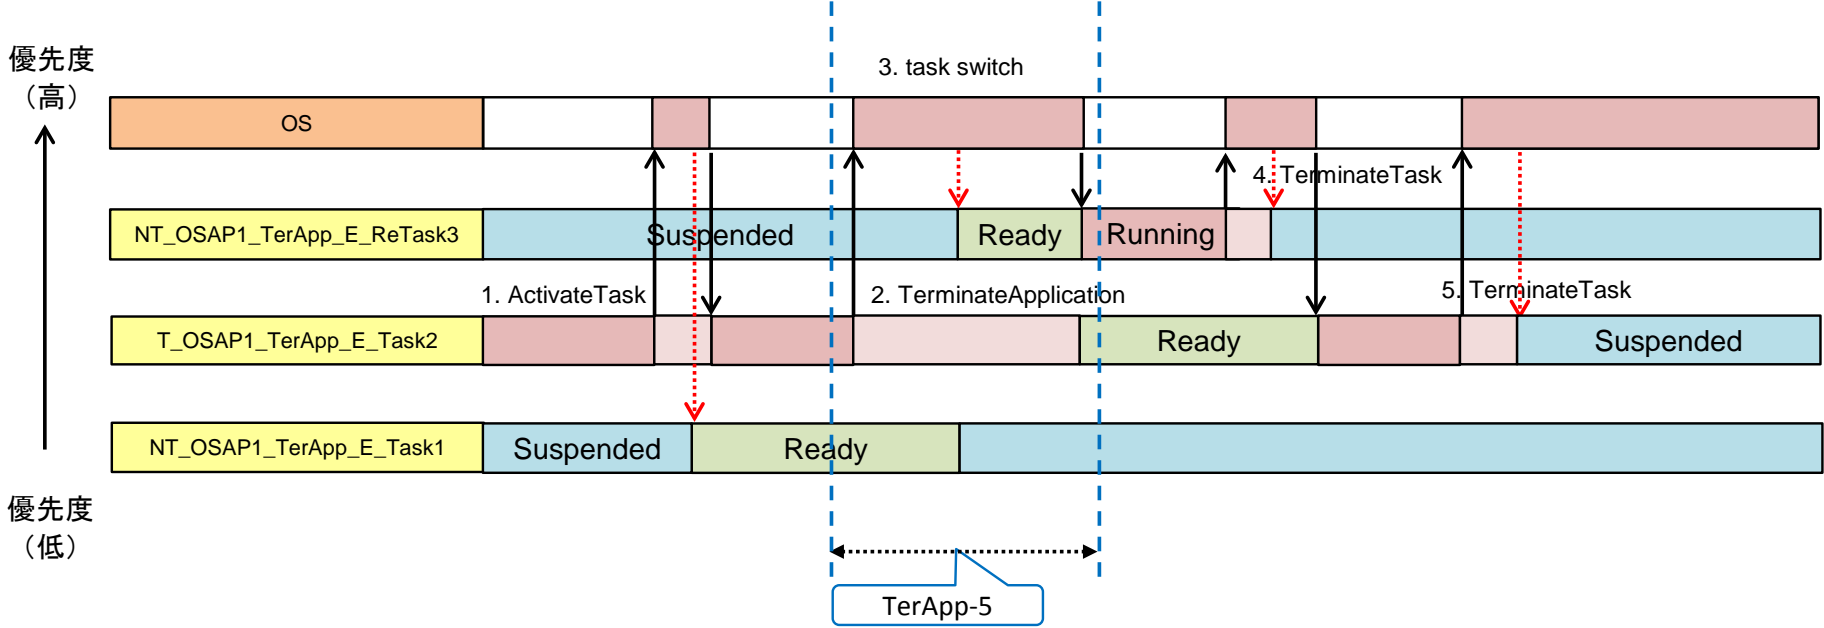 優先度
（高）
3. task switch
OS
4. TerminateTask
NT_OSAP1_TerApp_E_ReTask3
Suspended
Ready
Running
1. ActivateTask
2. TerminateApplication
5. TerminateTask
T_OSAP1_TerApp_E_Task2
Ready
Suspended
NT_OSAP1_TerApp_E_Task1
Suspended
Ready
優先度
（低）
TerApp-5